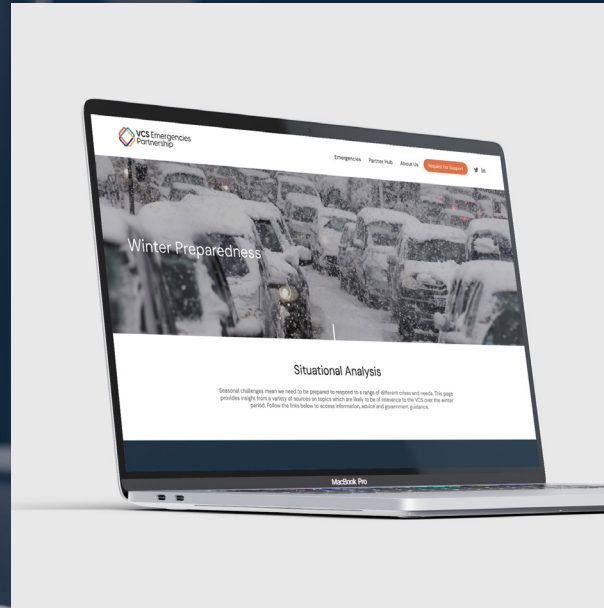 VCS Emergencies
Partnership
Emergencies
Partner Hub
About Us
Request For Support
in
Winter Preparedness
Situational Analysis
Seasonal challenges mean we need to be prepared to respond to a range of different crises and needs. This page
provides insight from a variety of sources on topics which are likely to be of relevance to the VCS over the winter
period. Follow the links below to access information, advice and government guidance.
MacBook Pro